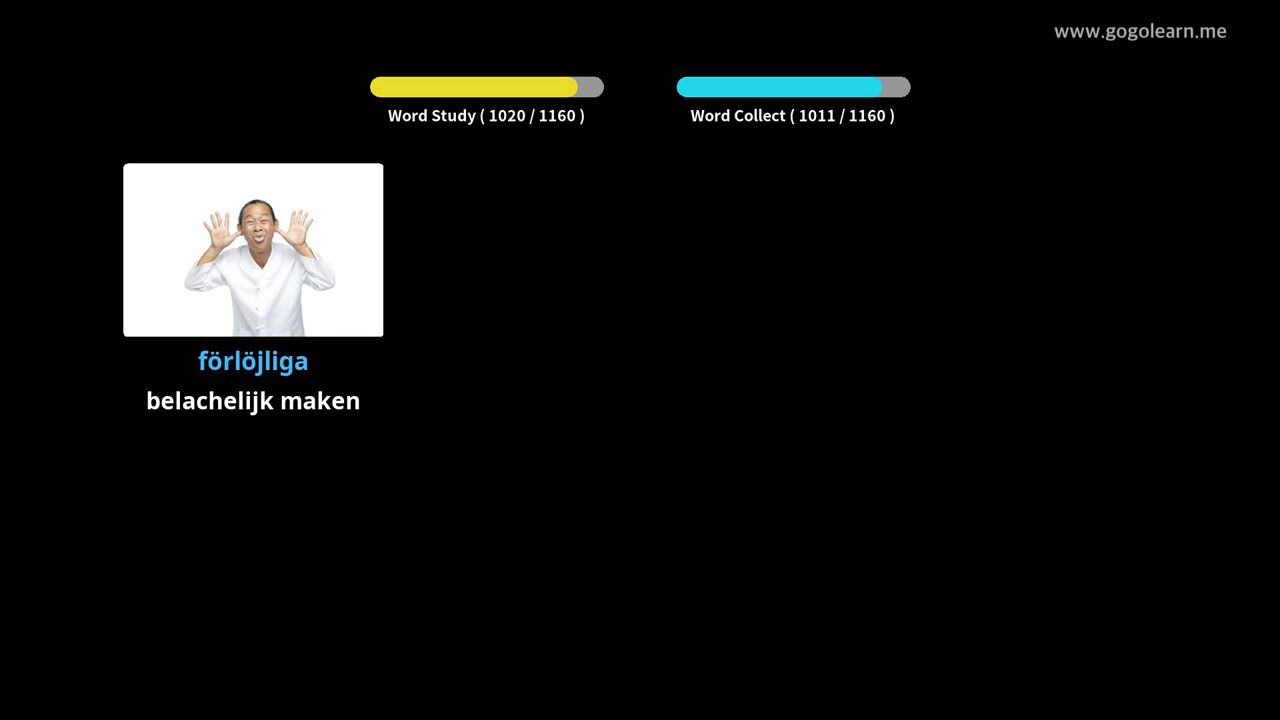 www.gogolearn.me
Word Study ( 1020 / 1160 )
Word Collect ( 1011 / 1160 )
förlöjliga
belachelijk maken